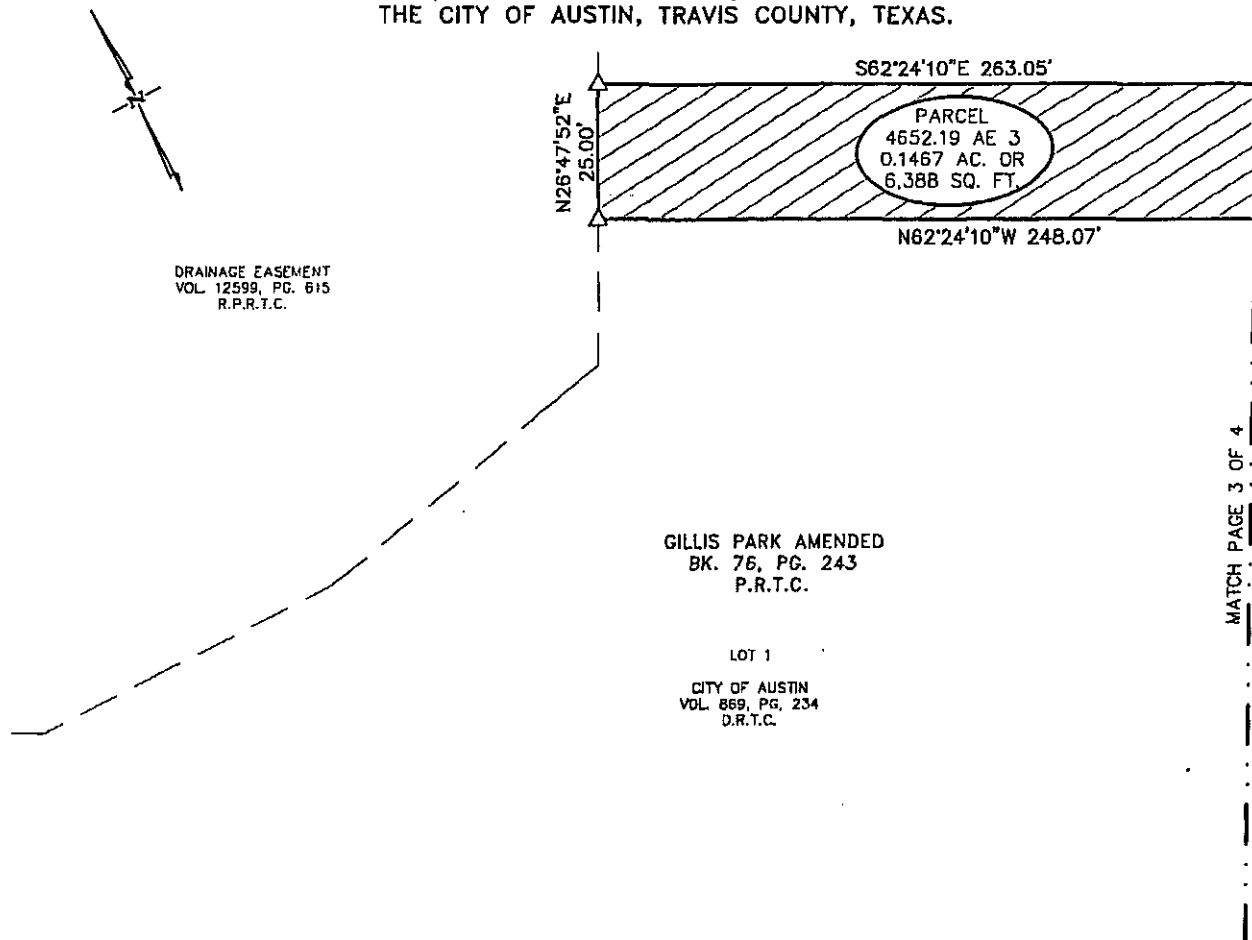 THE CITY OF AUSTIN, TRAVIS COUNTY, TEXAS.
S62°24'10"E 263.05'
N26°47'52"E
25.00'
PARCEL
4652.19 AE 3
0.1467 AC. OR
6,388 SQ. FT.
N62°24'10"W 248.07'
N
DRAINAGE EASEMENT
VOL. 12599, PG. 615
R.P.R.T.C.
GILLIS PARK AMENDED
BK. 76, PG. 243
P.R.T.C.
LOT 1
CITY OF AUSTIN
VOL. 869, PG. 234
D.R.T.C.
MATCH PAGE 3 OF 4